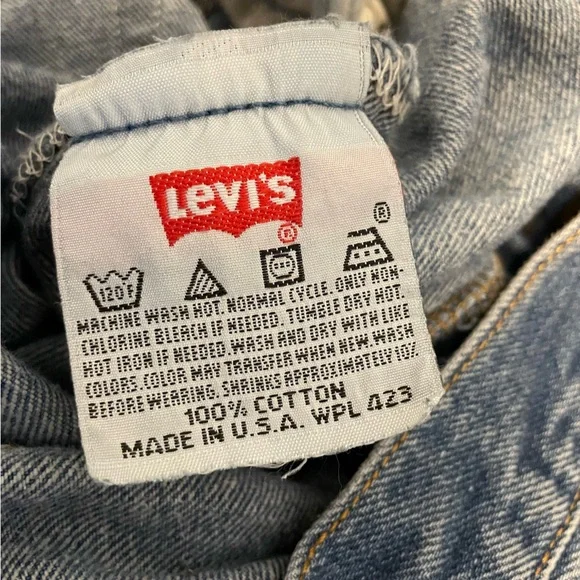 Levi's
®
®
120°
MACHINE WASH HOT, NORMAL CYCLE, ONLY NON-
CHLORINE BLEACH IF NEEDED. TUMBLE DRY HOT.
HOT IRON IF NEEDED. WASH AND DRY WITH LIKE
COLORS. COLOR MAY TRANSFER WHEN NEW. WASH
BEFORE WEARING. SHRINKS APPROXIMATELY 10%.
100% COTTON
MADE IN U.S.A. WPL 423